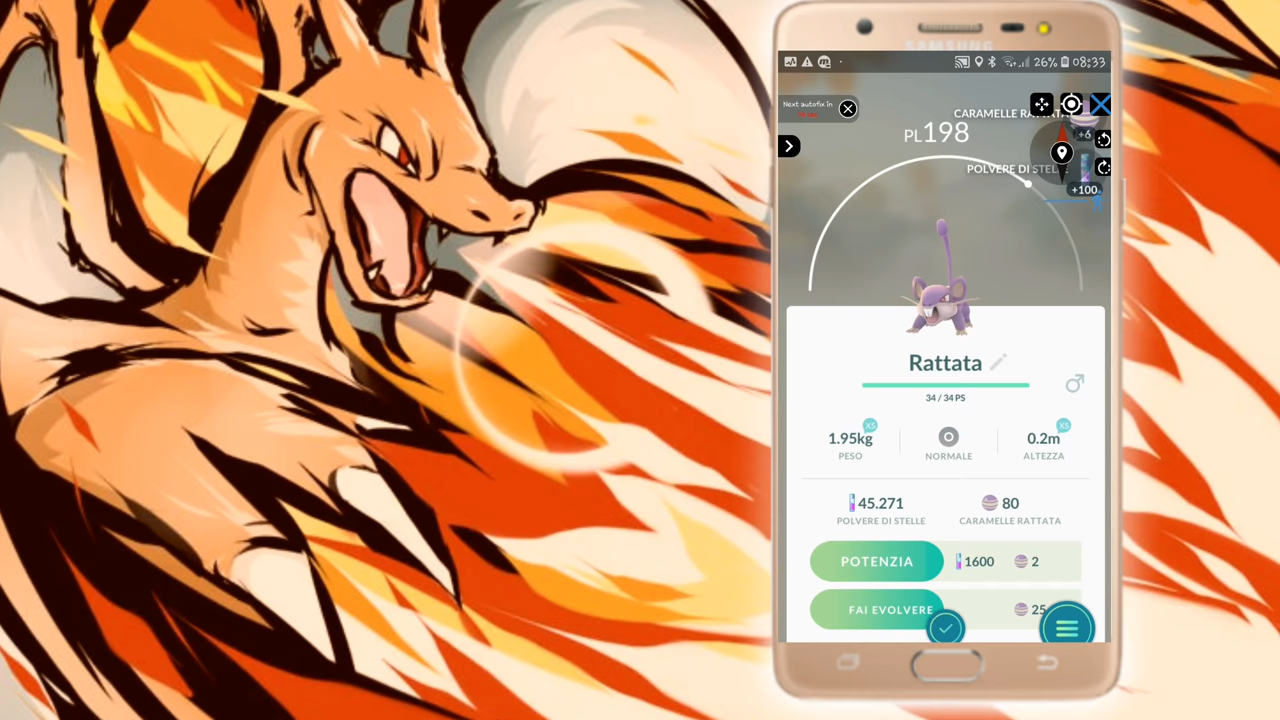 SAMSUNG
26% 08:33
Next autofix in
CARAMELLE RATTATA
PL198
+6
POLVERE DI STELLE
+100
Rattata
34 / 34 PS
XS
XS
1.95kg
0.2m
PESO
NORMALE
ALTEZZA
45.271
80
POLVERE DI STELLE
CARAMELLE RATTATA
POTENZIA
1600
2
FAI EVOLVERE
25